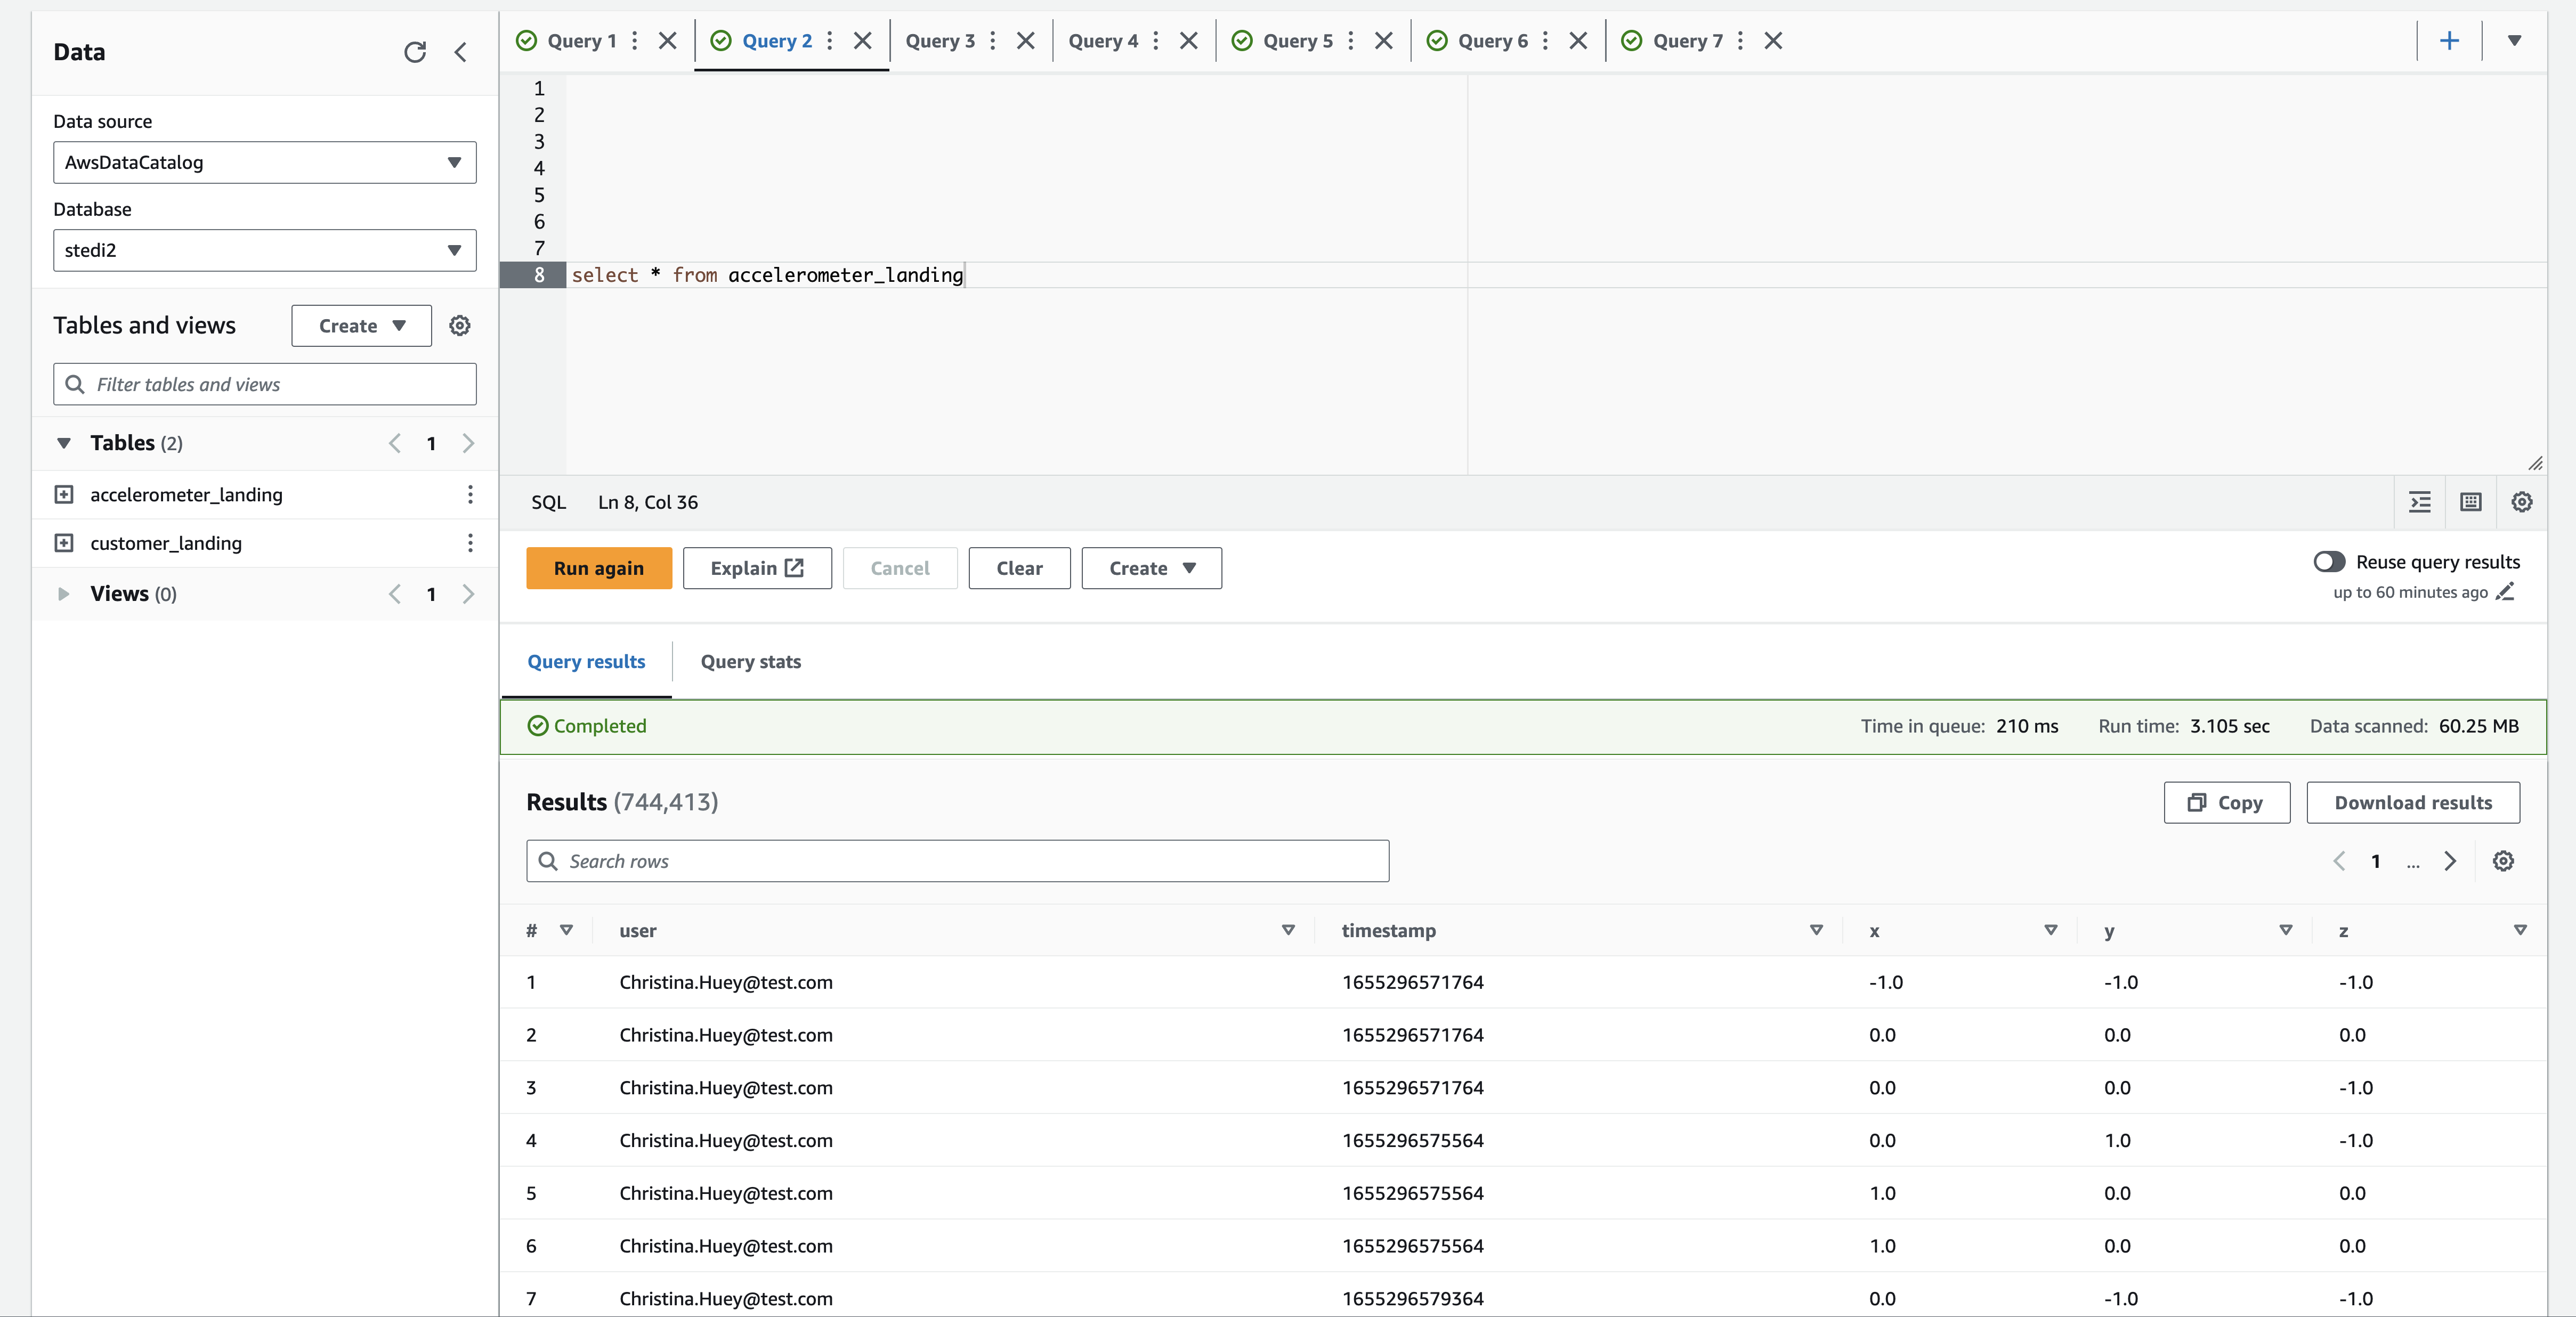 Data
Data source
AwsDataCatalog
Database
stedi2
Tables and views
Create
Filter tables and views
Tables (2)
1
accelerometer_landing
customer_landing
Views (0)
1
Query 1
Query 2
Query 3
Query 4
Query 5
Query 6
Query 7
1
2
3
4
5
6
7
8 select * from accelerometer_landing
SQL Ln 8, Col 36
Run again Explain Cancel Clear Create
Reuse query results
up to 60 minutes ago
Query results Query stats
Completed Time in queue: 210 ms Run time: 3.105 sec Data scanned: 60.25 MB
Results (744,413)
Copy Download results
Search rows
1 ...
# user timestamp x y z
1 Christina.Huey@test.com 1655296571764 -1.0 -1.0 -1.0
2 Christina.Huey@test.com 1655296571764 0.0 0.0 0.0
3 Christina.Huey@test.com 1655296571764 0.0 0.0 -1.0
4 Christina.Huey@test.com 1655296575564 0.0 1.0 -1.0
5 Christina.Huey@test.com 1655296575564 1.0 0.0 0.0
6 Christina.Huey@test.com 1655296575564 1.0 0.0 0.0
7 Christina.Huey@test.com 1655296579364 0.0 -1.0 -1.0